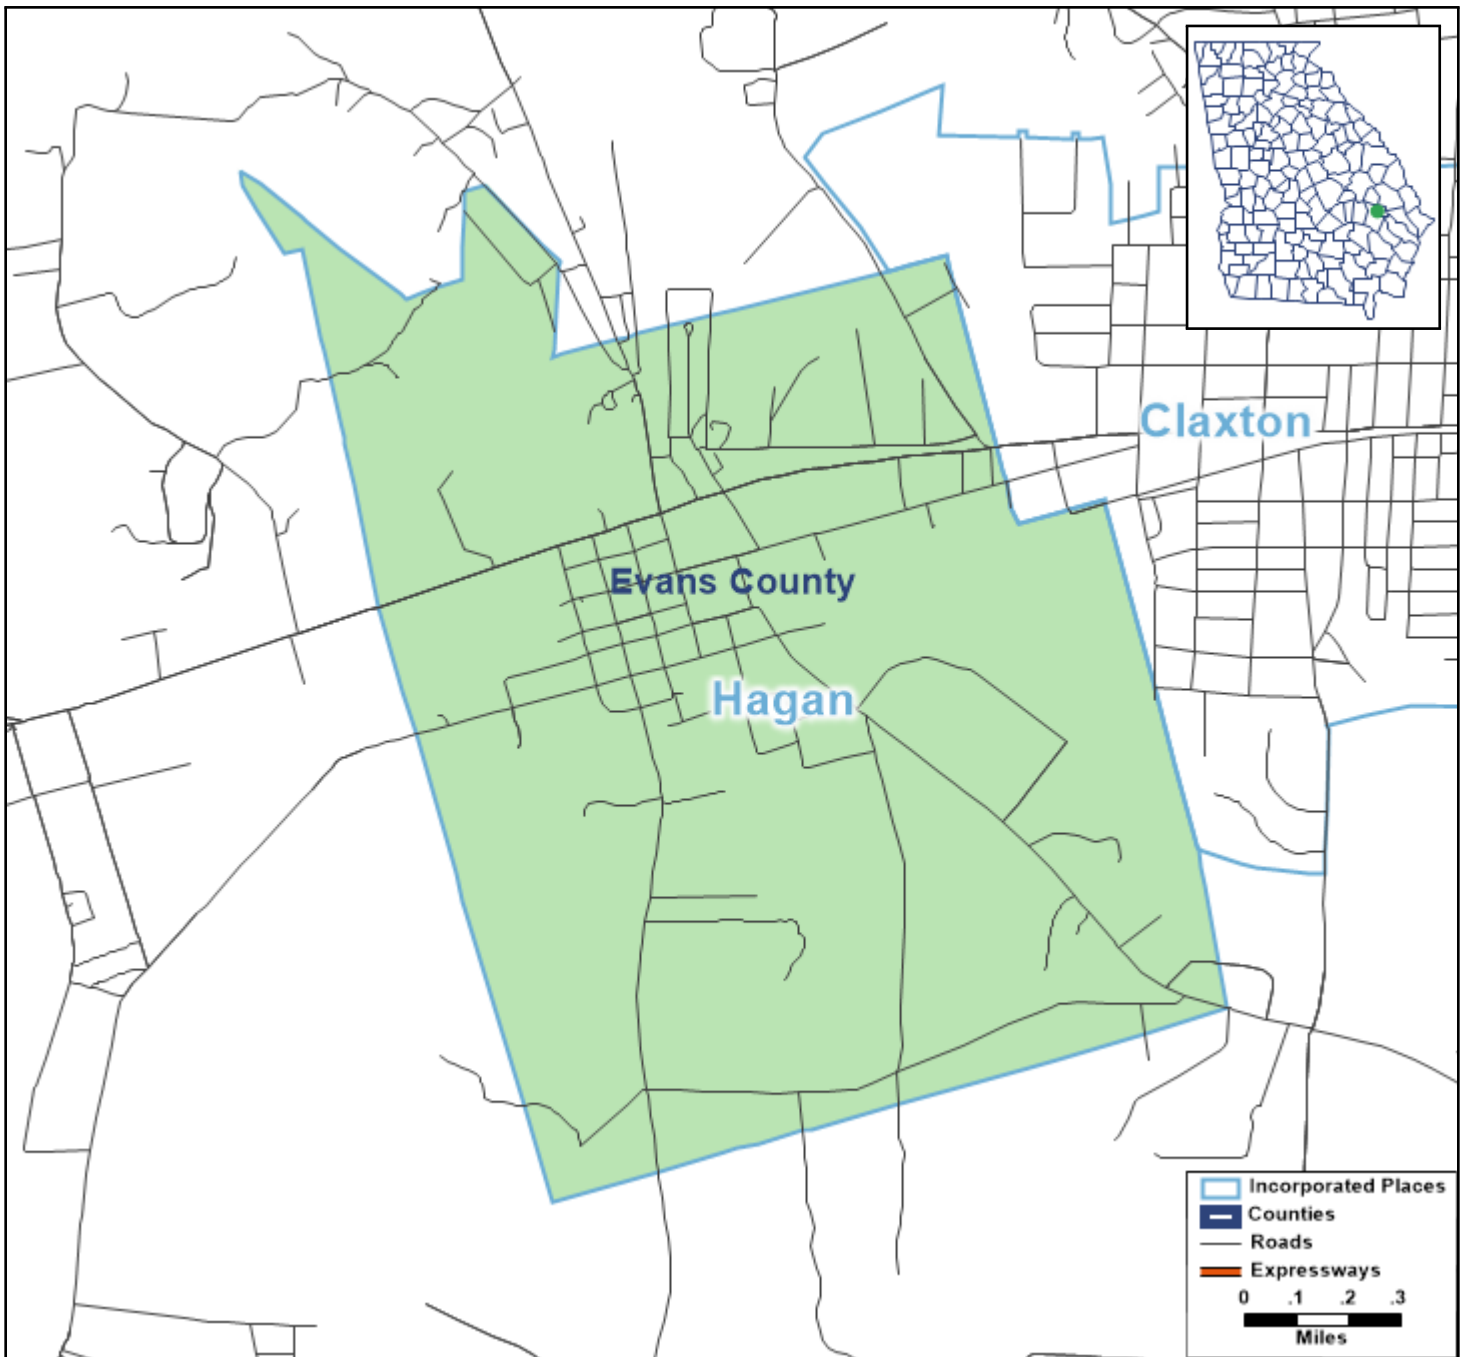 Claxton
Evans County
Hagan
Incorporated Places
Counties
Roads
Expressways
0 .1 .2 .3
Miles